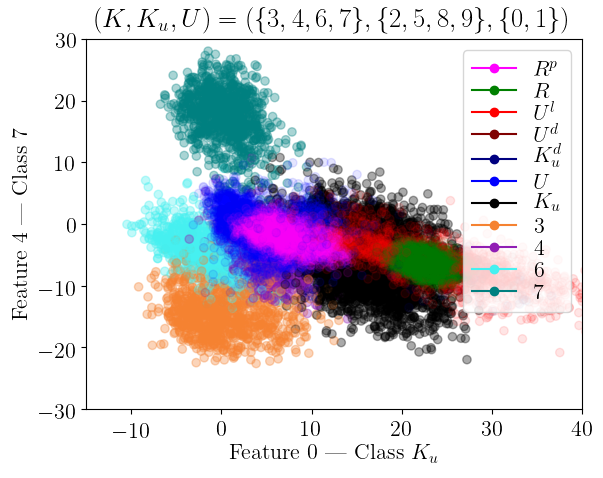 (K, K_u, U) = ({3, 4, 6, 7}, {2, 5, 8, 9}, {0, 1})
30
20
10
0
−10
−20
−30
Feature 4 — Class 7
R^p
R
U^l
U^d
K_u^d
U
K_u
3
4
6
7
−10
0
10
20
30
40
Feature 0 — Class K_u